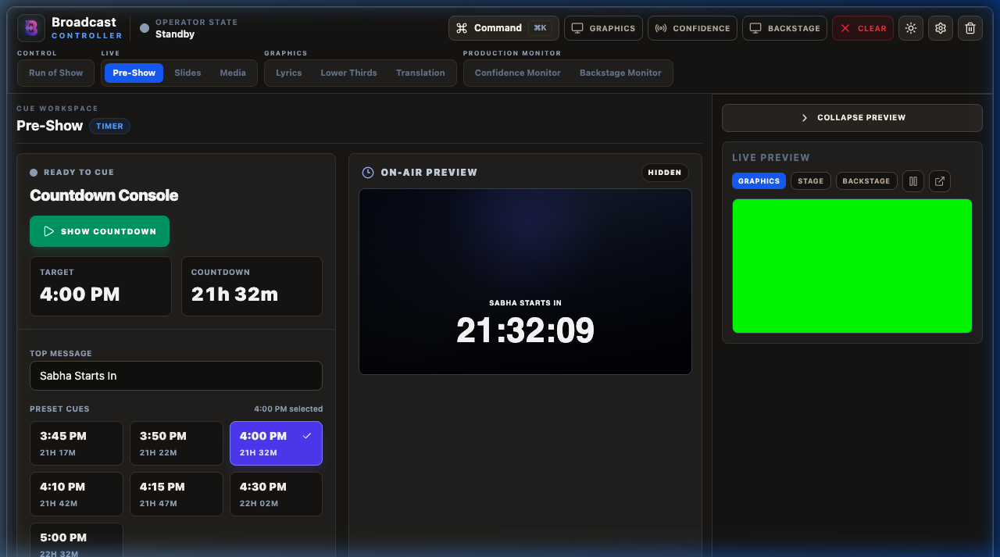 Broadcast
CONTROLLER
OPERATOR STATE
Standby
Command ⌘K
GRAPHICS
CONFIDENCE
BACKSTAGE
CLEAR
CONTROL
Run of Show
LIVE
Pre-Show Slides Media
GRAPHICS
Lyrics Lower Thirds Translation
PRODUCTION MONITOR
Confidence Monitor Backstage Monitor
CUE WORKSPACE
Pre-Show TIMER
READY TO CUE
Countdown Console
SHOW COUNTDOWN
TARGET
4:00 PM
COUNTDOWN
21h 32m
TOP MESSAGE
Sabha Starts In
PRESET CUES 4:00 PM selected
3:45 PM
21H 17M
3:50 PM
21H 22M
4:00 PM
21H 32M
4:10 PM
21H 42M
4:15 PM
21H 47M
4:30 PM
22H 02M
5:00 PM
22H 32M
ON-AIR PREVIEW HIDDEN
SABHA STARTS IN
21:32:09
COLLAPSE PREVIEW
LIVE PREVIEW
GRAPHICS STAGE BACKSTAGE